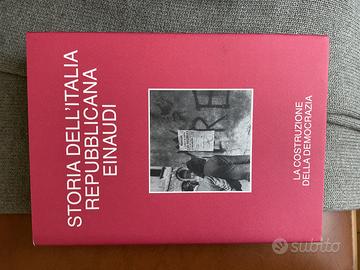 STORIA DELL'ITALIA
REPUBBLICANA
EINAUDI
LA COSTRUZIONE
DELLA DEMOCRAZIA
subito